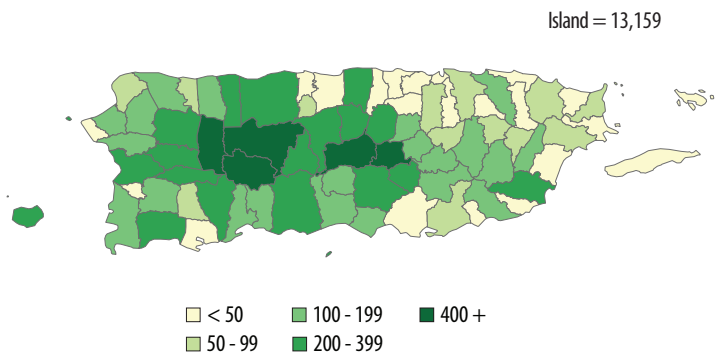 Island = 13,159
< 50
100 - 199
400 +
50 - 99
200 - 399